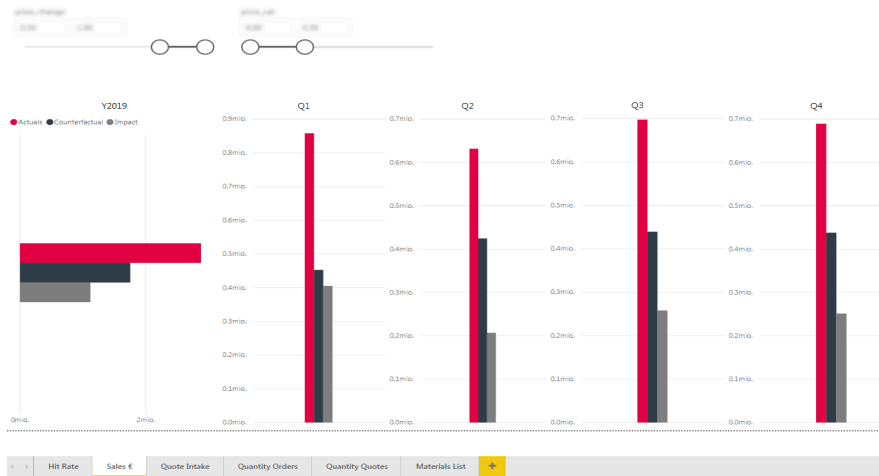 Y2019
Actuals Counterfactual Impact
0mio. 2mio.
Q1
0.9mio.
0.8mio.
0.7mio.
0.6mio.
0.5mio.
0.4mio.
0.3mio.
0.2mio.
0.1mio.
0.0mio.
Q2
0.7mio.
0.6mio.
0.5mio.
0.4mio.
0.3mio.
0.2mio.
0.1mio.
0.0mio.
Q3
0.7mio.
0.6mio.
0.5mio.
0.4mio.
0.3mio.
0.2mio.
0.1mio.
0.0mio.
Q4
0.7mio.
0.6mio.
0.5mio.
0.4mio.
0.3mio.
0.2mio.
0.1mio.
0.0mio.
Hit Rate Sales € Quote Intake Quantity Orders Quantity Quotes Materials List +